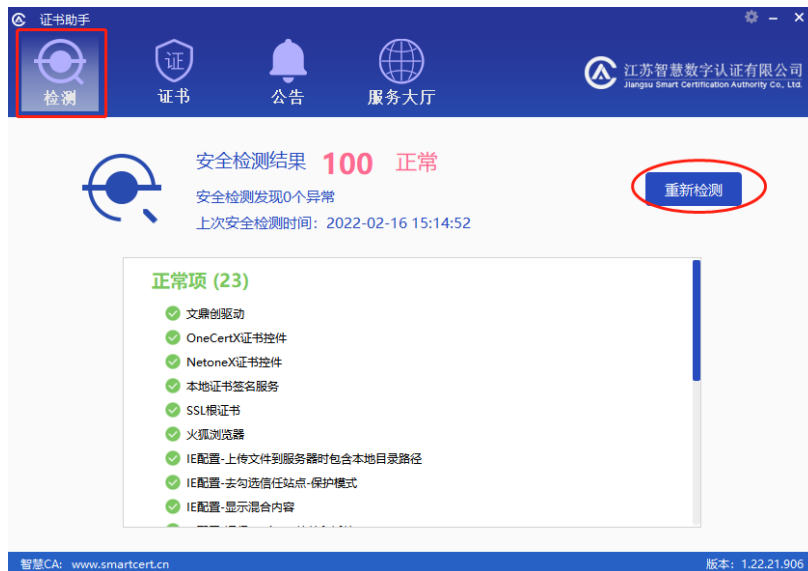 证书助手
检测
证
证书
公告
服务大厅
江苏智慧数字认证有限公司
Jiangsu Smart Certification Authority Co., Ltd.
安全检测结果 100 正常
安全检测发现0个异常
上次安全检测时间：2022-02-16 15:14:52
重新检测
正常项 (23)
文鼎创驱动
OneCertX证书控件
NetoneX证书控件
本地证书签名服务
SSL根证书
火狐浏览器
IE配置-上传文件到服务器时包含本地目录路径
IE配置-去勾选信任站点-保护模式
IE配置-显示混合内容
智慧CA: www.smartcert.cn
版本: 1.22.21.906